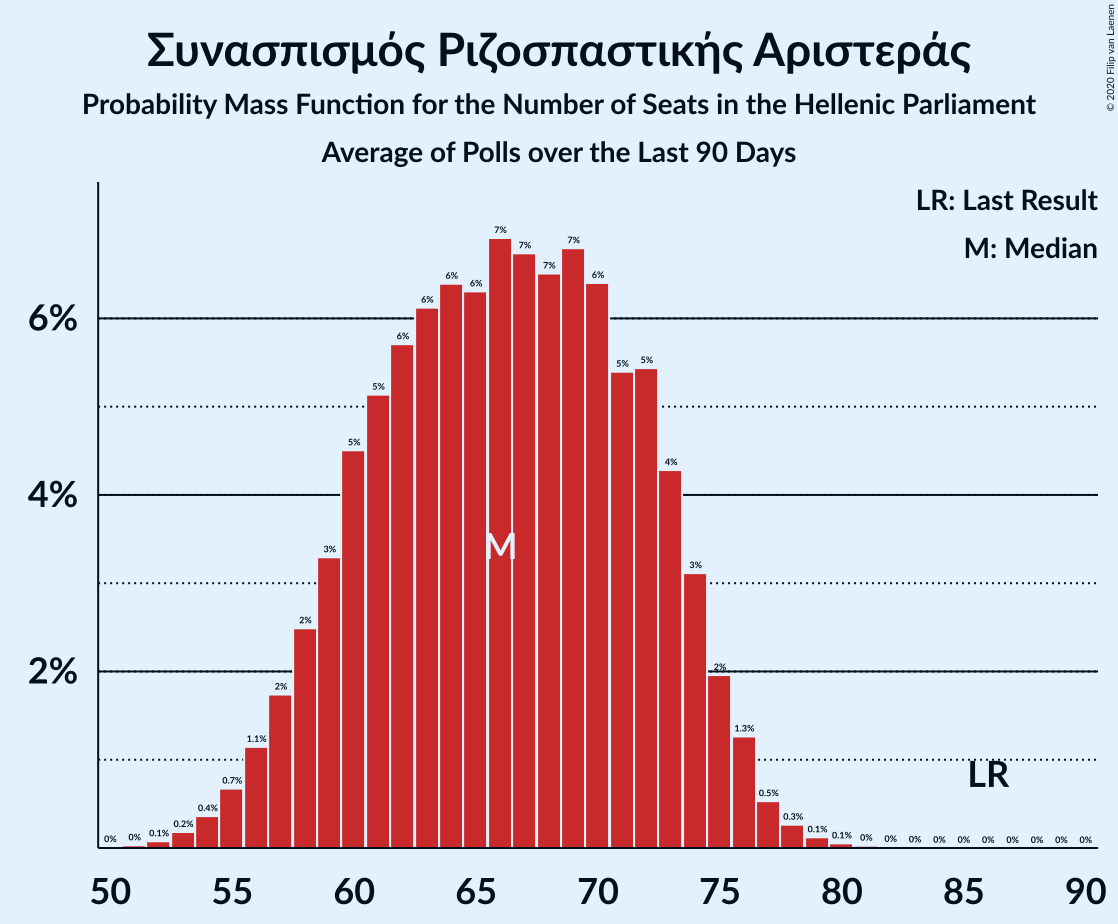 Συνασπισμός Ριζοσπαστικής Αριστεράς
Probability Mass Function for the Number of Seats in the Hellenic Parliament
Average of Polls over the Last 90 Days
© 2020 Filip van Laenen
LR: Last Result
M: Median
6%
4%
2%
0% 0% 0.1% 0.2% 0.4% 0.7% 1.1% 2% 2% 3% 5% 5% 6% 6% 6% 6% 7% 7% 7% 7% 6% 5% 5% 4% 3% 2% 1.3% 0.5% 0.3% 0.1% 0.1% 0% 0% 0% 0% 0% 0% 0% 0% 0% 0%
M
LR
50 55 60 65 70 75 80 85 90